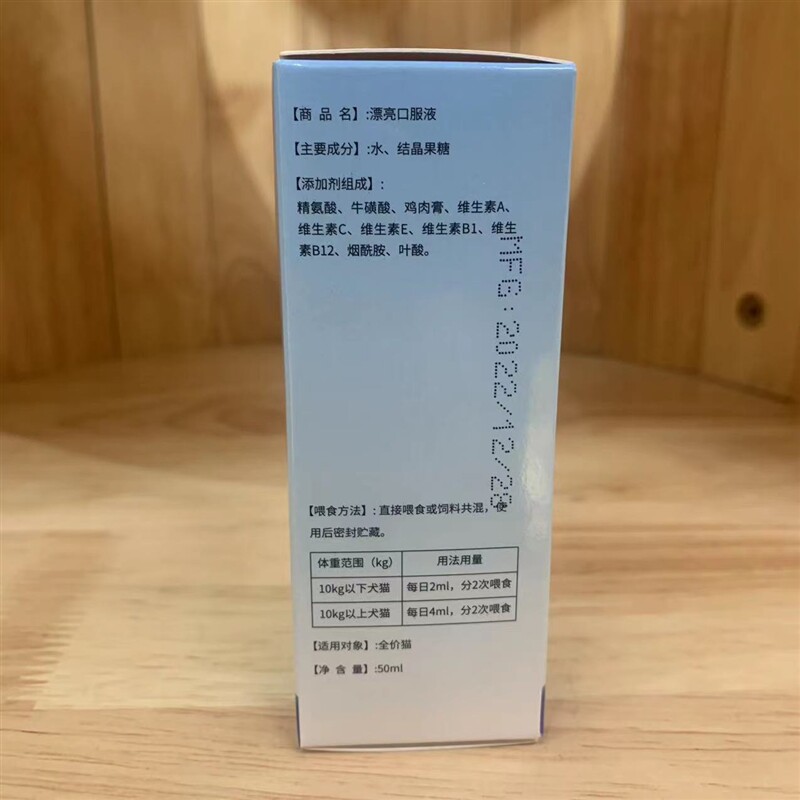 【商 品 名】:漂亮口服液
【主要成分】:水、结晶果糖
【添加剂组成】:
精氨酸、牛磺酸、鸡肉膏、维生素A、
维生素C、维生素E、维生素B1、维生
素B12、烟酰胺、叶酸。
MFG:2022/12/28
【喂食方法】:直接喂食或饲料共混，使
用后密封贮藏。
体重范围（kg） 用法用量
10kg以下犬猫 每日2ml，分2次喂食
10kg以上犬猫 每日4ml，分2次喂食
【适用对象】:全价猫
【净 含 量】:50ml